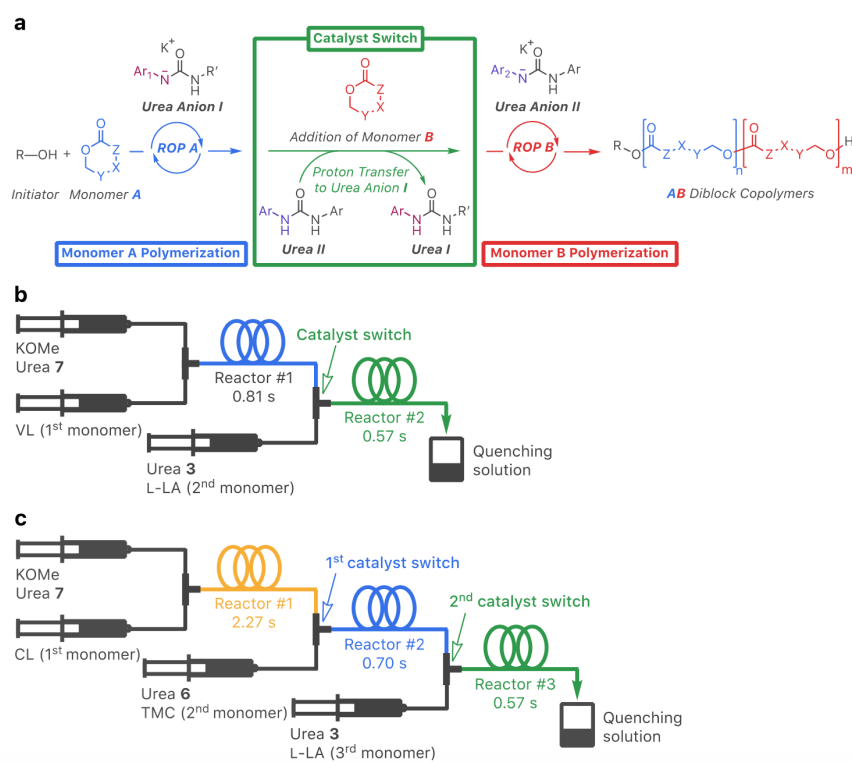 a
Catalyst Switch
K+
Ar1 N− O N H R′
Urea Anion I
O O Z X Y
Addition of Monomer B
Proton Transfer
to Urea Anion I
Ar N H O N H Ar
Urea II
Ar N H O N H R′
Urea I
K+
Ar2 N− O N H Ar
Urea Anion II
R—OH +
Initiator
O O Z X Y
Monomer A
ROP A
ROP B
R O O Z X Y O n O Z X Y O m H
AB Diblock Copolymers
Monomer A Polymerization
Monomer B Polymerization
b
KOMe
Urea 7
VL (1st monomer)
Reactor #1
0.81 s
Catalyst switch
Urea 3
L-LA (2nd monomer)
Reactor #2
0.57 s
Quenching
solution
c
KOMe
Urea 7
CL (1st monomer)
Reactor #1
2.27 s
1st catalyst switch
Urea 6
TMC (2nd monomer)
Reactor #2
0.70 s
2nd catalyst switch
Urea 3
L-LA (3rd monomer)
Reactor #3
0.57 s
Quenching
solution